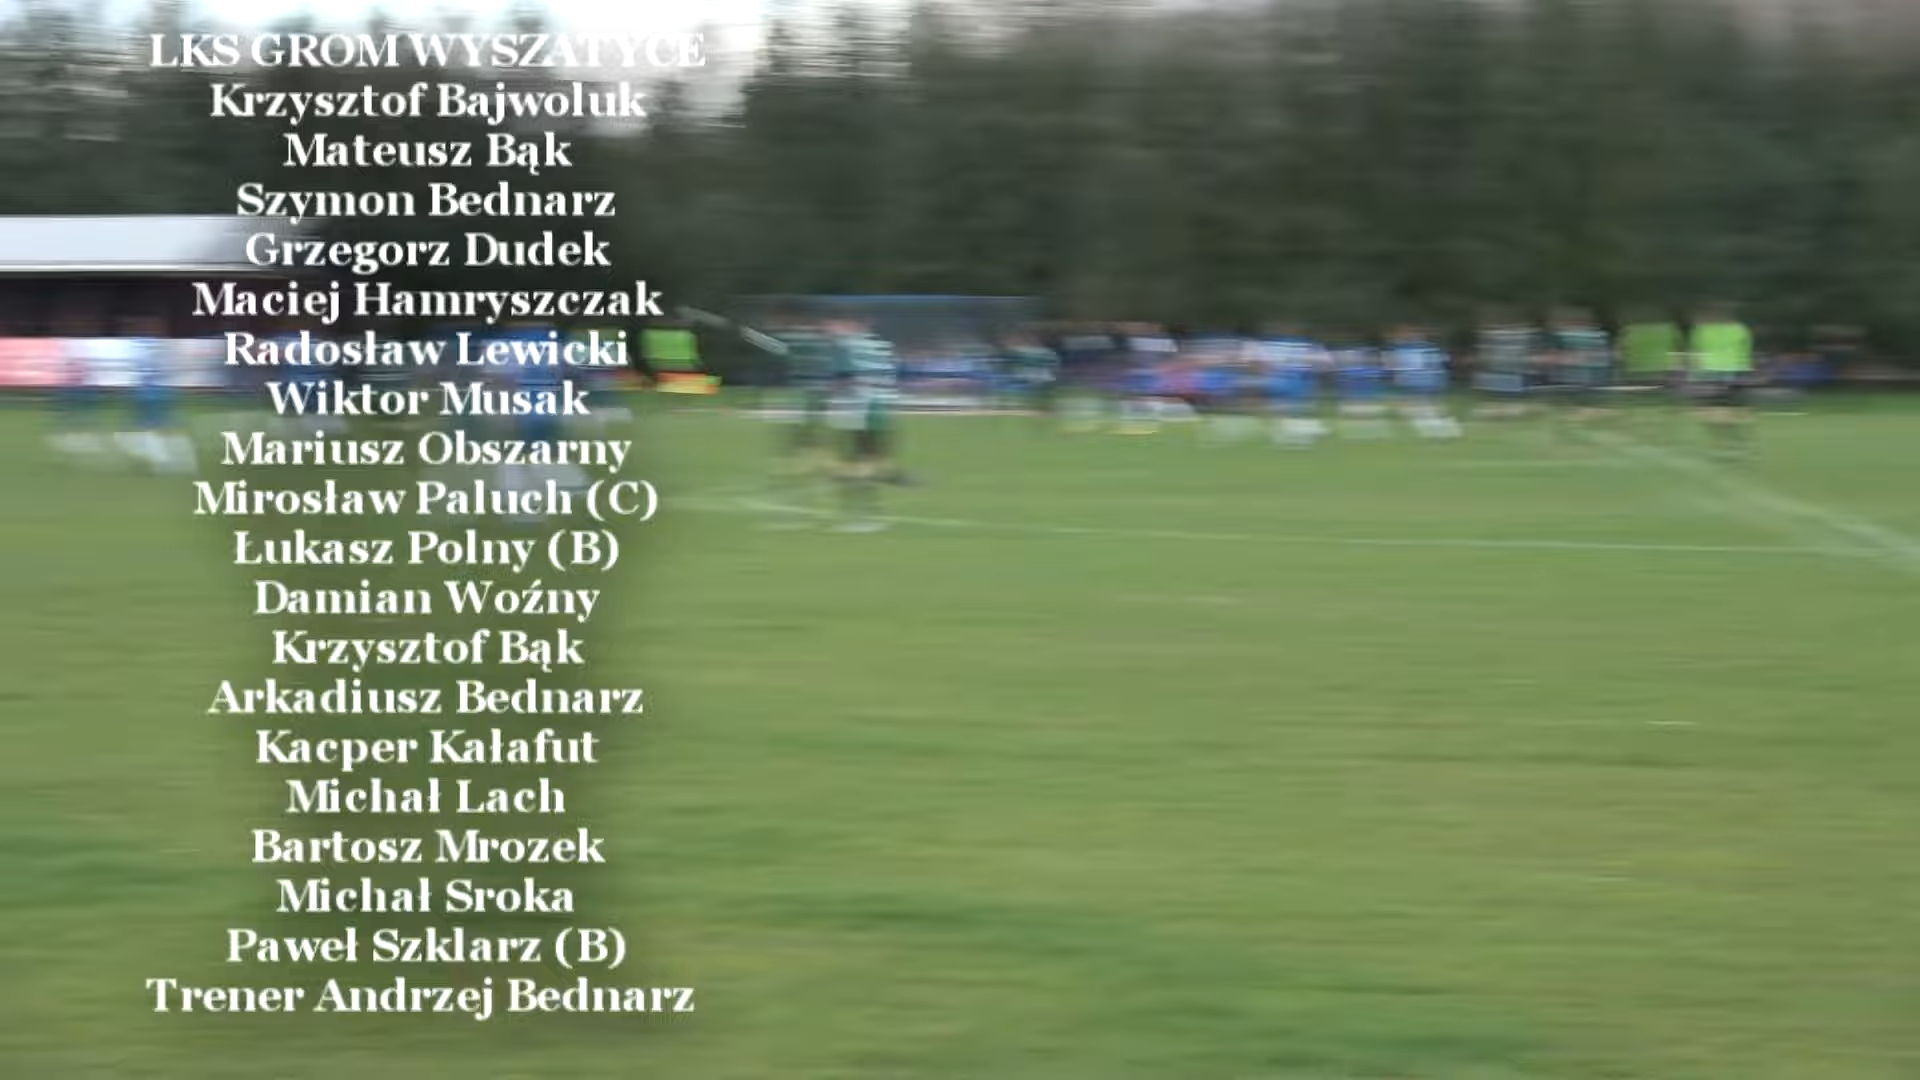 LKS GROM WYSZATYCE
Krzysztof Bajwoluk
Mateusz Bąk
Szymon Bednarz
Grzegorz Dudek
Maciej Hamryszczak
Radosław Lewicki
Wiktor Musak
Mariusz Obszarny
Mirosław Paluch (C)
Łukasz Polny (B)
Damian Woźny
Krzysztof Bąk
Arkadiusz Bednarz
Kacper Kałafut
Michał Lach
Bartosz Mrozek
Michał Sroka
Paweł Szklarz (B)
Trener Andrzej Bednarz